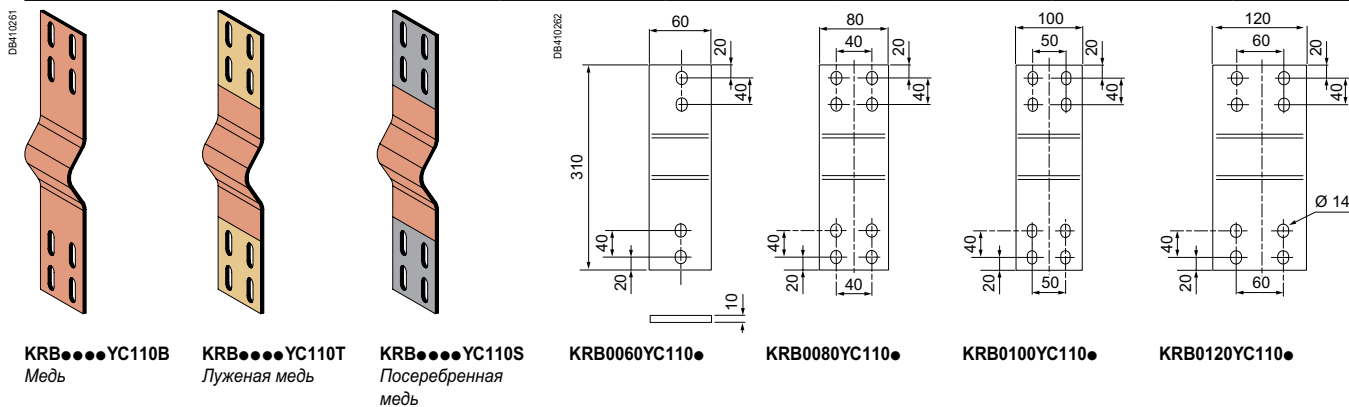 DB410261
DB410262
60
310
20
40
40
20
10
80
40
20
40
40
20
40
100
50
20
40
40
20
50
120
60
20
40
Ø 14
40
20
60
KRB●●●●YC110B
Медь
KRB●●●●YC110T
Луженая медь
KRB●●●●YC110S
Посеребренная
медь
KRB0060YC110●
KRB0080YC110●
KRB0100YC110●
KRB0120YC110●